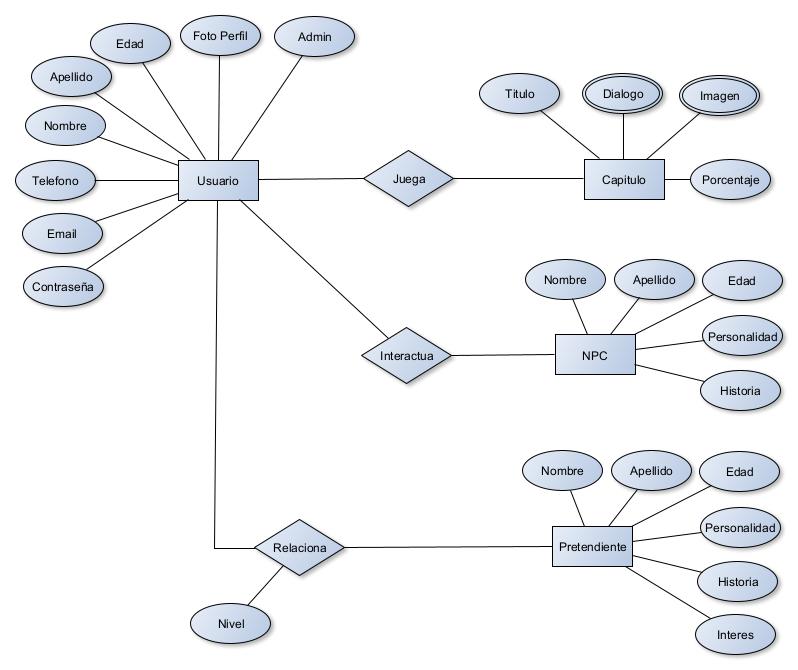 Edad
Foto Perfil
Admin
Apellido
Nombre
Telefono
Email
Contraseña
Usuario
Juega
Titulo
Dialogo
Imagen
Capitulo
Porcentaje
Interactua
Nombre
Apellido
Edad
Personalidad
Historia
NPC
Relaciona
Nivel
Nombre
Apellido
Edad
Personalidad
Historia
Interes
Pretendiente